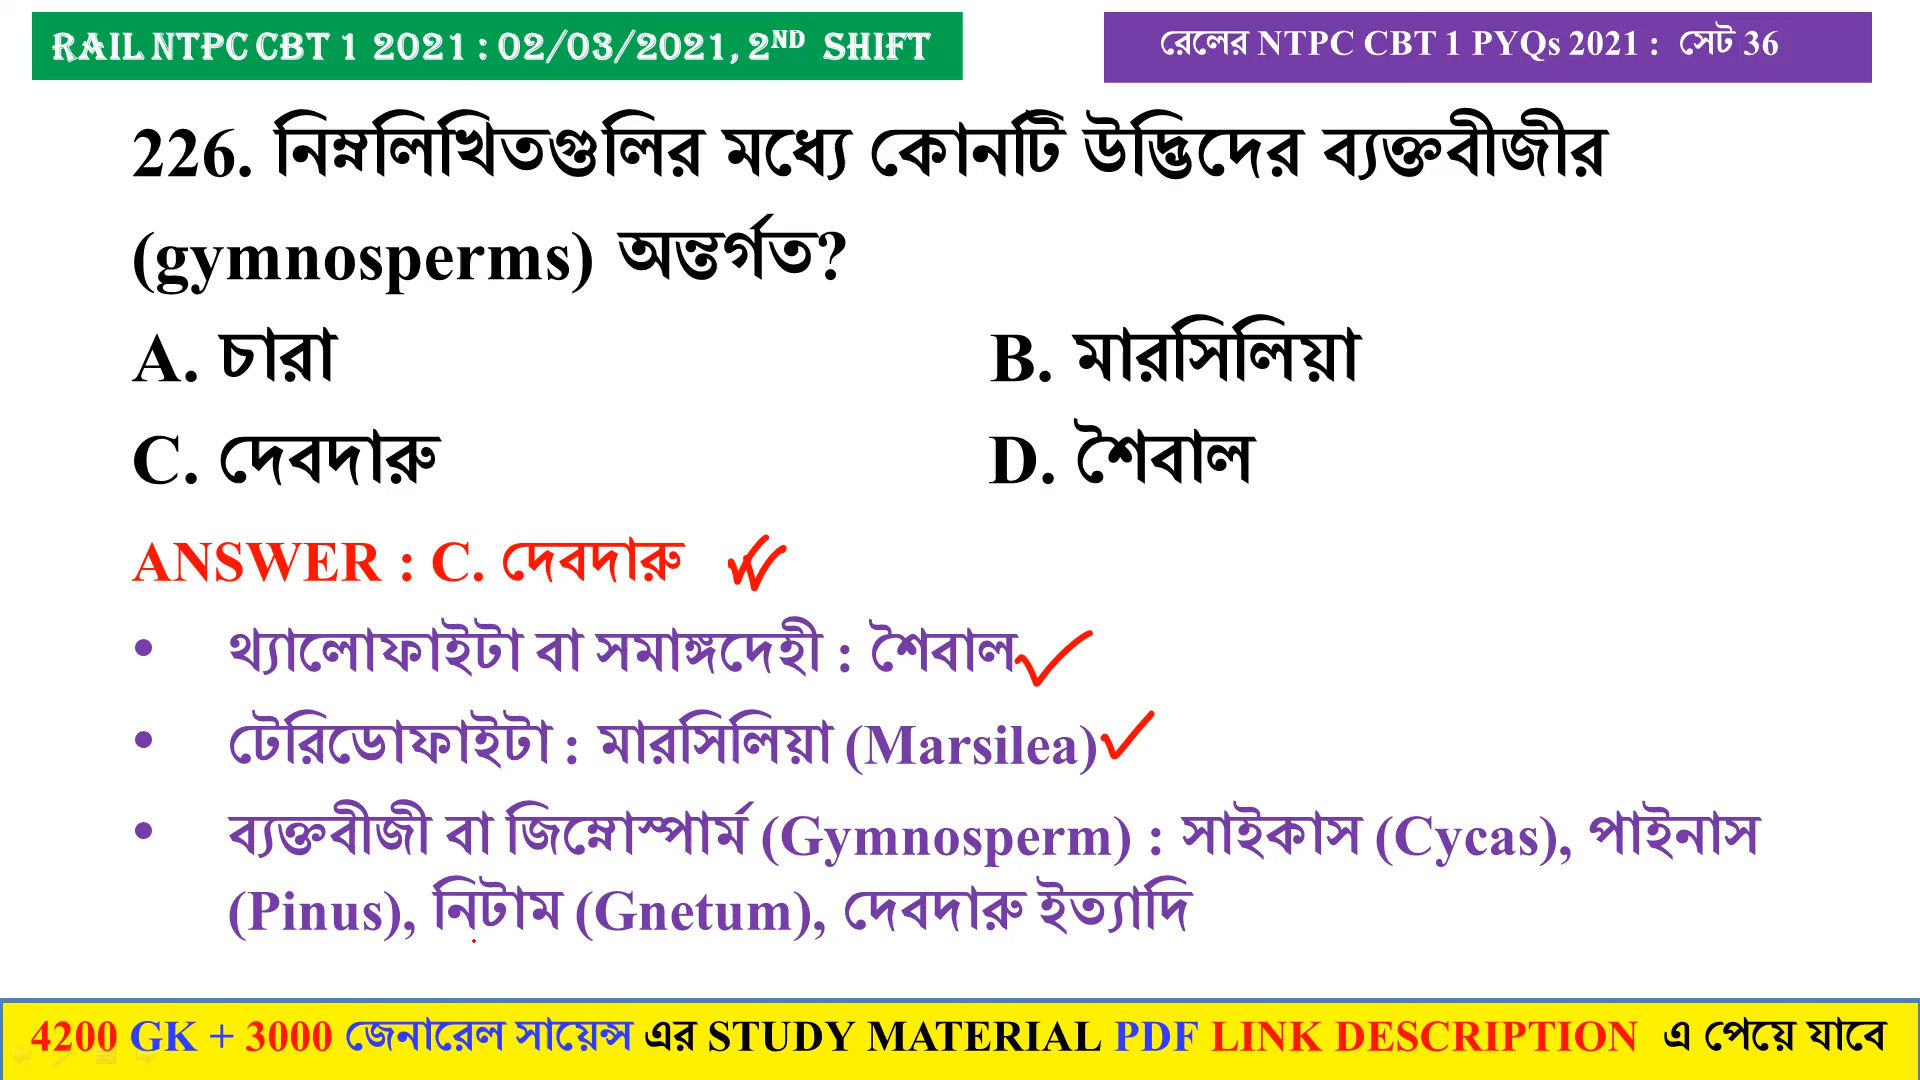 RAIL NTPC CBT 1 2021 : 02/03/2021, 2ND SHIFT
রেলের NTPC CBT 1 PYQs 2021 : সেট 36
226. নিম্নলিখিতগুলির মধ্যে কোনটি উদ্ভিদের ব্যক্তবীজীর
(gymnosperms) অন্তর্গত?
A. চারা
B. মারসিলিয়া
C. দেবদারু
D. শৈবাল
ANSWER : C. দেবদারু
• থ্যালোফাইটা বা সমাঙ্গদেহী : শৈবাল
• টেরিডোফাইটা : মারসিলিয়া (Marsilea)
• ব্যক্তবীজী বা জিম্নোস্পার্ম (Gymnosperm) : সাইকাস (Cycas), পাইনাস
(Pinus), নিটাম (Gnetum), দেবদারু ইত্যাদি
4200 GK + 3000 জেনারেল সায়েন্স এর STUDY MATERIAL PDF LINK DESCRIPTION এ পেয়ে যাবে